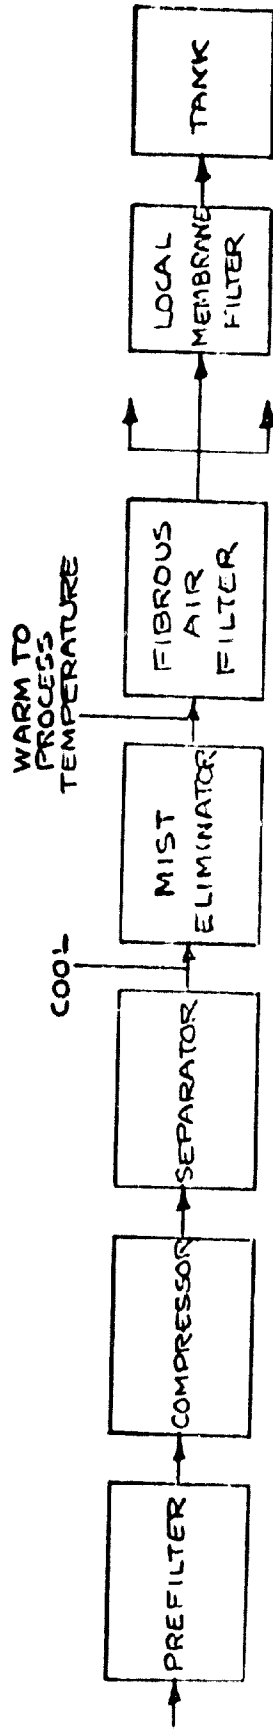 PREFILTER
COMPRESSOR
SEPARATOR
COOL
MIST
ELIMINATOR
WARM TO
PROCESS
TEMPERATURE
FIBROUS
AIR
FILTER
LOCAL
MEMBRANE
FILTER
TANK